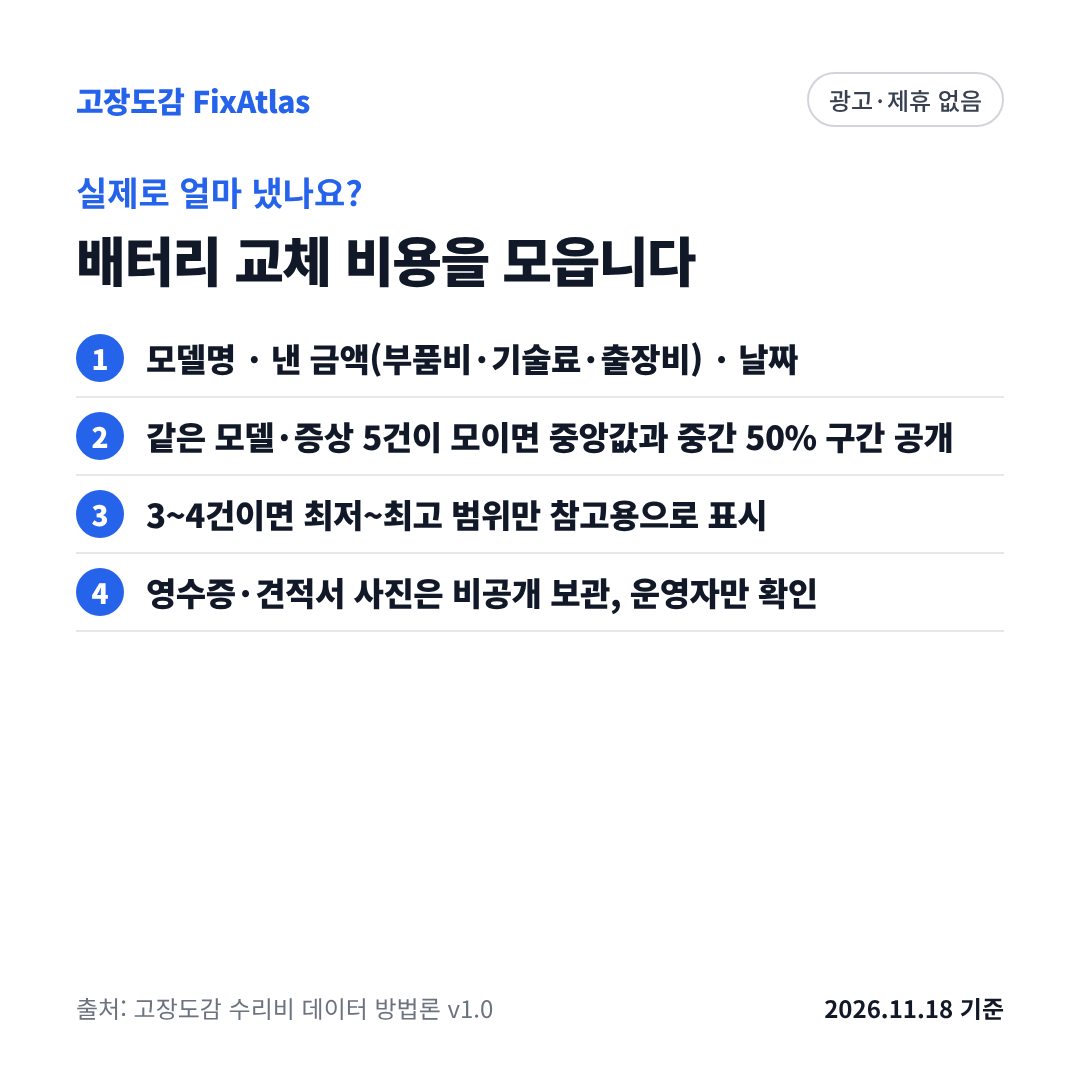 고장도감 FixAtlas
광고·제휴 없음
실제로 얼마 냈나요?
배터리 교체 비용을 모읍니다
1 모델명 · 낸 금액(부품비·기술료·출장비) · 날짜
2 같은 모델·증상 5건이 모이면 중앙값과 중간 50% 구간 공개
3 3~4건이면 최저~최고 범위만 참고용으로 표시
4 영수증·견적서 사진은 비공개 보관, 운영자만 확인
출처: 고장도감 수리비 데이터 방법론 v1.0
2026.11.18 기준